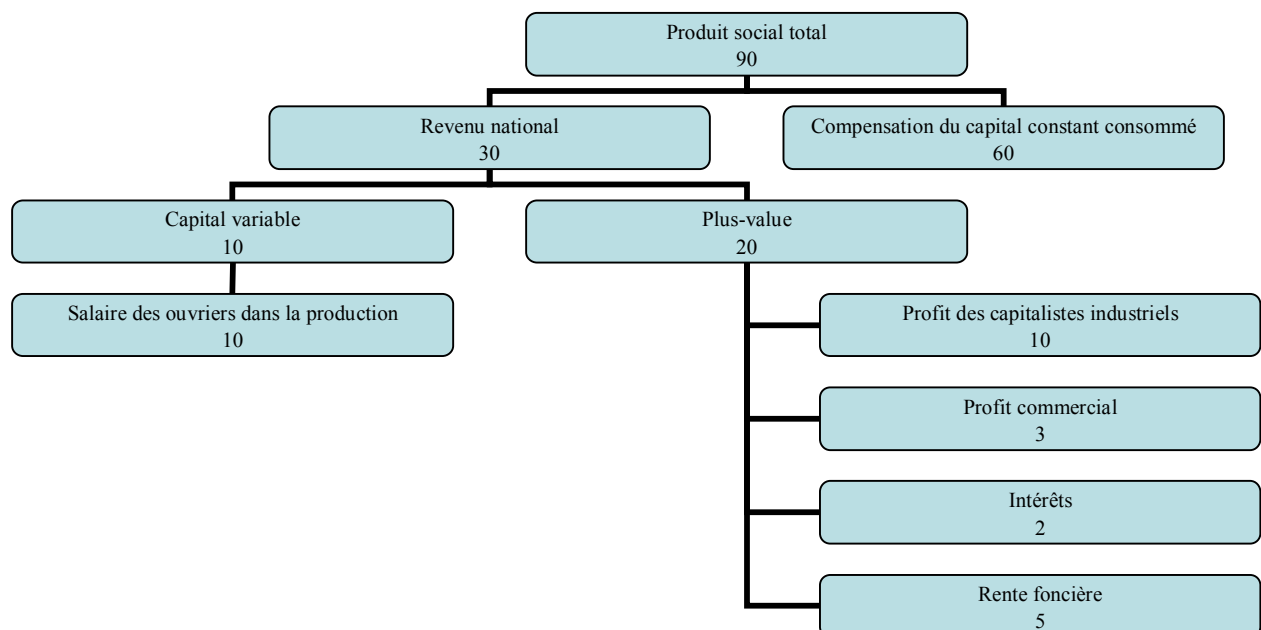 Produit social total
90
Revenu national
30
Compensation du capital constant consommé
60
Capital variable
10
Plus-value
20
Salaire des ouvriers dans la production
10
Profit des capitalistes industriels
10
Profit commercial
3
Intérêts
2
Rente foncière
5